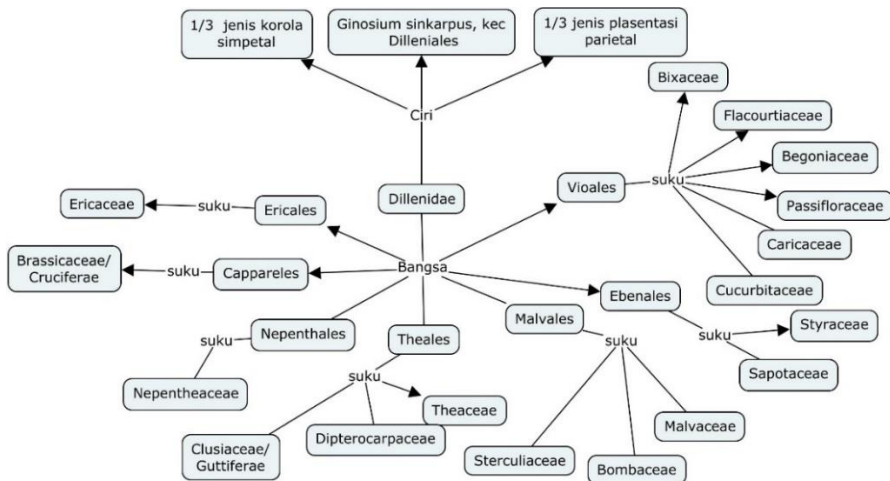 1/3 jenis korola
simpetal
Ginosium sinkarpus, kec
Dilleniales
1/3 jenis plasentasi
parietal
Ciri
Bixaceae
Flacourtiaceae
Begoniaceae
Passifloraceae
Caricaceae
Cucurbitaceae
suku
Vioales
Dillenidae
Ericaceae
suku
Ericales
Brassicaceae/
Cruciferae
suku
Cappareles
Bangsa
Ebenales
suku
Styraceae
Sapotaceae
Nepenthales
suku
Nepentheaceae
Theales
suku
Theaceae
Dipterocarpaceae
Clusiaceae/
Guttiferae
Malvales
suku
Malvaceae
Bombaceae
Sterculiaceae